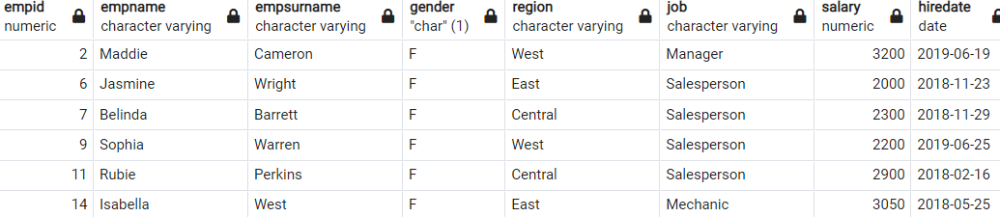 empid empname empsurname gender region job salary hiredate
numeric character varying character varying "char" (1) character varying character varying numeric date
2 Maddie Cameron F West Manager 3200 2019-06-19
6 Jasmine Wright F East Salesperson 2000 2018-11-23
7 Belinda Barrett F Central Salesperson 2300 2018-11-29
9 Sophia Warren F West Salesperson 2200 2019-06-25
11 Rubie Perkins F Central Salesperson 2900 2018-02-16
14 Isabella West F East Mechanic 3050 2018-05-25